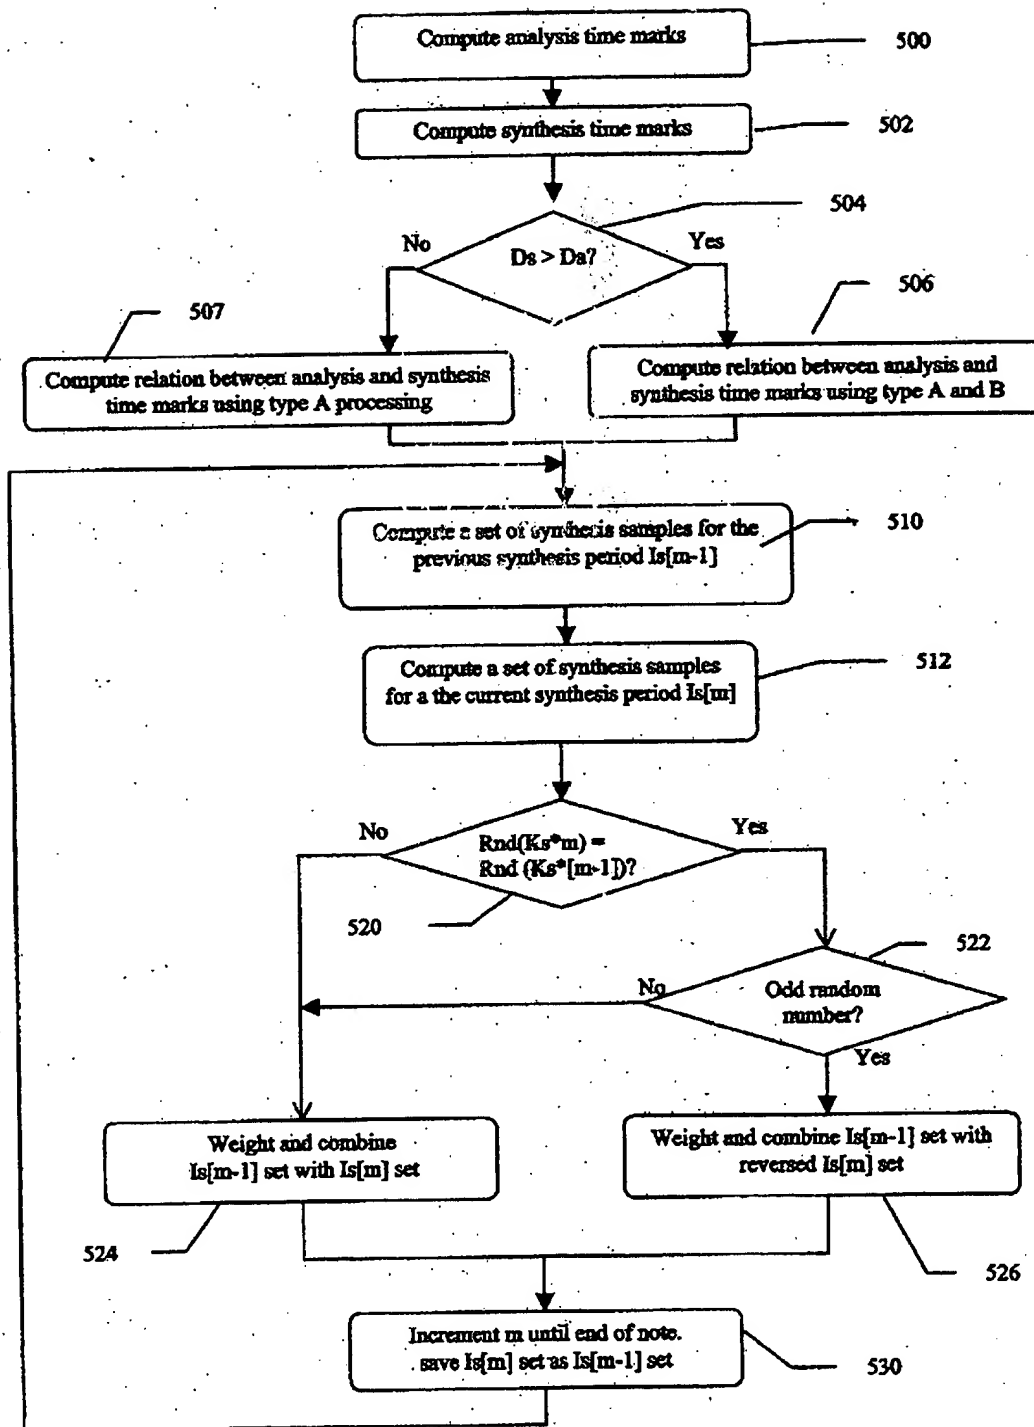 Compute analysis time marks
500
Compute synthesis time marks
502
504
No
Ds > Da?
Yes
507
506
Compute relation between analysis and synthesis
time marks using type A processing
Compute relation between analysis and
synthesis time marks using type A and B
Compute a set of synthesis samples for the
previous synthesis period Is[m-1]
510
Compute a set of synthesis samples
for a the current synthesis period Is[m]
512
No
Rnd(Ks*m) =
Rnd (Ks*[m-1])?
Yes
520
522
No
Odd random
number?
Yes
Weight and combine
Is[m-1] set with Is[m] set
Weight and combine Is[m-1] set with
reversed Is[m] set
524
526
Increment m until end of note.
save Is[m] set as Is[m-1] set
530